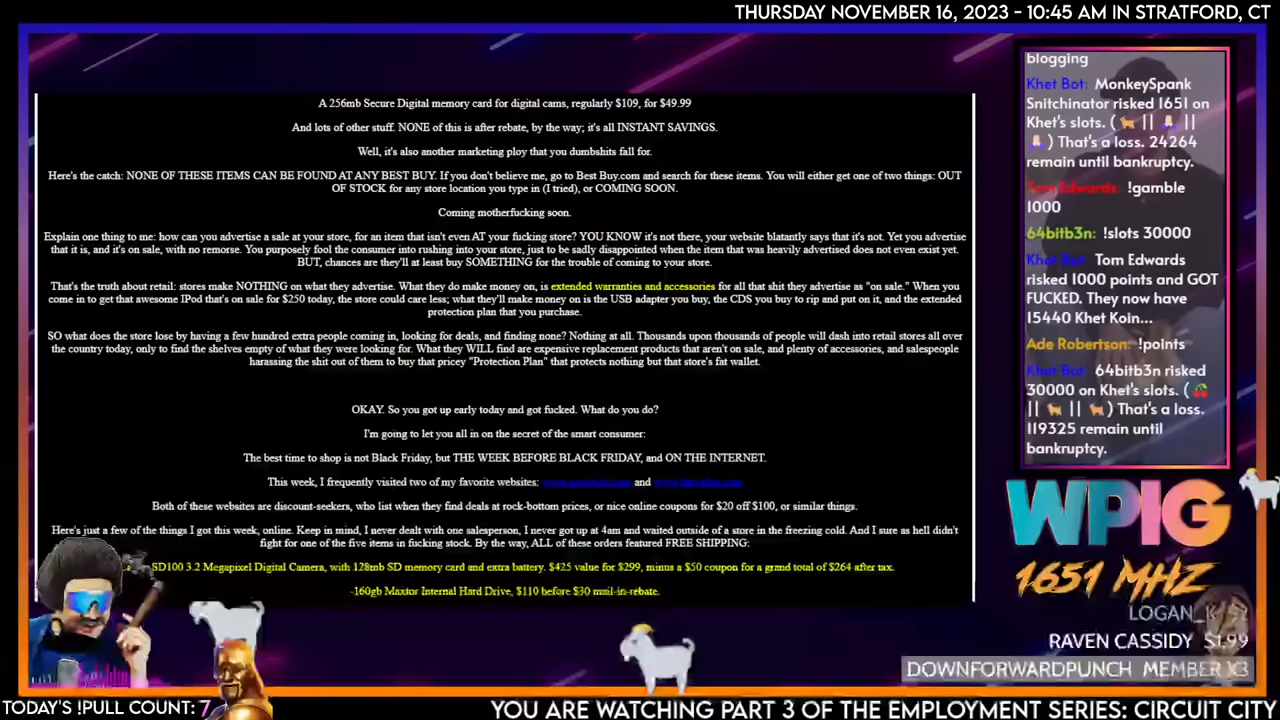 THURSDAY NOVEMBER 16, 2023 - 10:45 AM IN STRATFORD, CT
A 256mb Secure Digital memory card for digital cams, regularly $109, for $49.99
And lots of other stuff. NONE of this is after rebate, by the way; it's all INSTANT SAVINGS.
Well, it's also another marketing ploy that you dumbshits fall for.
Here's the catch: NONE OF THESE ITEMS CAN BE FOUND AT ANY BEST BUY. If you don't believe me, go to Best Buy.com and search for these items. You will either get one of two things: OUT
OF STOCK for any store location you type in (I tried), or COMING SOON.
Coming motherfucking soon.
Explain one thing to me: how can you advertise a sale at your store, for an item that isn't even AT your fucking store? YOU KNOW it's not there, your website blatantly says that it's not. Yet you advertise
that it is, and it's on sale, with no remorse. You purposely fool the consumer into rushing into your store, just to be sadly disappointed when the item that was heavily advertised does not even exist yet.
BUT, chances are they'll at least buy SOMETHING for the trouble of coming to your store.
That's the truth about retail: stores make NOTHING on what they advertise. What they do make money on, is extended warranties and accessories for all that shit they advertise as "on sale." When you
come in to get that awesome IPod that's on sale for $250 today, the store could care less; what they'll make money on is the USB adapter you buy, the CDS you buy to rip and put on it, and the extended
protection plan that you purchase.
SO what does the store lose by having a few hundred extra people coming in, looking for deals, and finding none? Nothing at all. Thousands upon thousands of people will dash into retail stores all over
the country today, only to find the shelves empty of what they were looking for. What they WILL find are expensive replacement products that aren't on sale, and plenty of accessories, and salespeople
harassing the shit out of them to buy that pricey "Protection Plan" that protects nothing but that store's fat wallet.
OKAY. So you got up early today and got fucked. What do you do?
I'm going to let you all in on the secret of the smart consumer:
The best time to shop is not Black Friday, but THE WEEK BEFORE BLACK FRIDAY, and ON THE INTERNET.
This week, I frequently visited two of my favorite websites: and
Both of these websites are discount-seekers, who list when they find deals at rock-bottom prices, or nice online coupons for $20 off $100, or similar things.
Here's just a few of the things I got this week, online. Keep in mind, I never dealt with one salesperson, I never got up at 4am and waited outside of a store in the freezing cold. And I sure as hell didn't
fight for one of the five items in fucking stock. By the way, ALL of these orders featured FREE SHIPPING:
SD100 3.2 Megapixel Digital Camera, with 128mb SD memory card and extra battery. $425 value for $299, minus a $50 coupon for a grand total of $264 after tax.
-160gb Maxtor Internal Hard Drive, $110 before $30 mail-in-rebate.
blogging
Khet Bot: MonkeySpank
Snitchinator risked 1651 on
Khet's slots. ( || ||
) That's a loss. 24264
remain until bankruptcy.
Tom Edwards: !gamble
1000
64bitb3n: !slots 30000
Khet Bot: Tom Edwards
risked 1000 points and GOT
FUCKED. They now have
15440 Khet Koin...
Ade Robertson: !points
Khet Bot: 64bitb3n risked
30000 on Khet's slots. (
|| || ) That's a loss.
119325 remain until
bankruptcy.
WPIG
1651 MHZ
RAVEN CASSIDY $1.99
DOWNFORWARDPUNCH MEMBER X3
TODAY'S !PULL COUNT: 7
YOU ARE WATCHING PART 3 OF THE EMPLOYMENT SERIES: CIRCUIT CITY